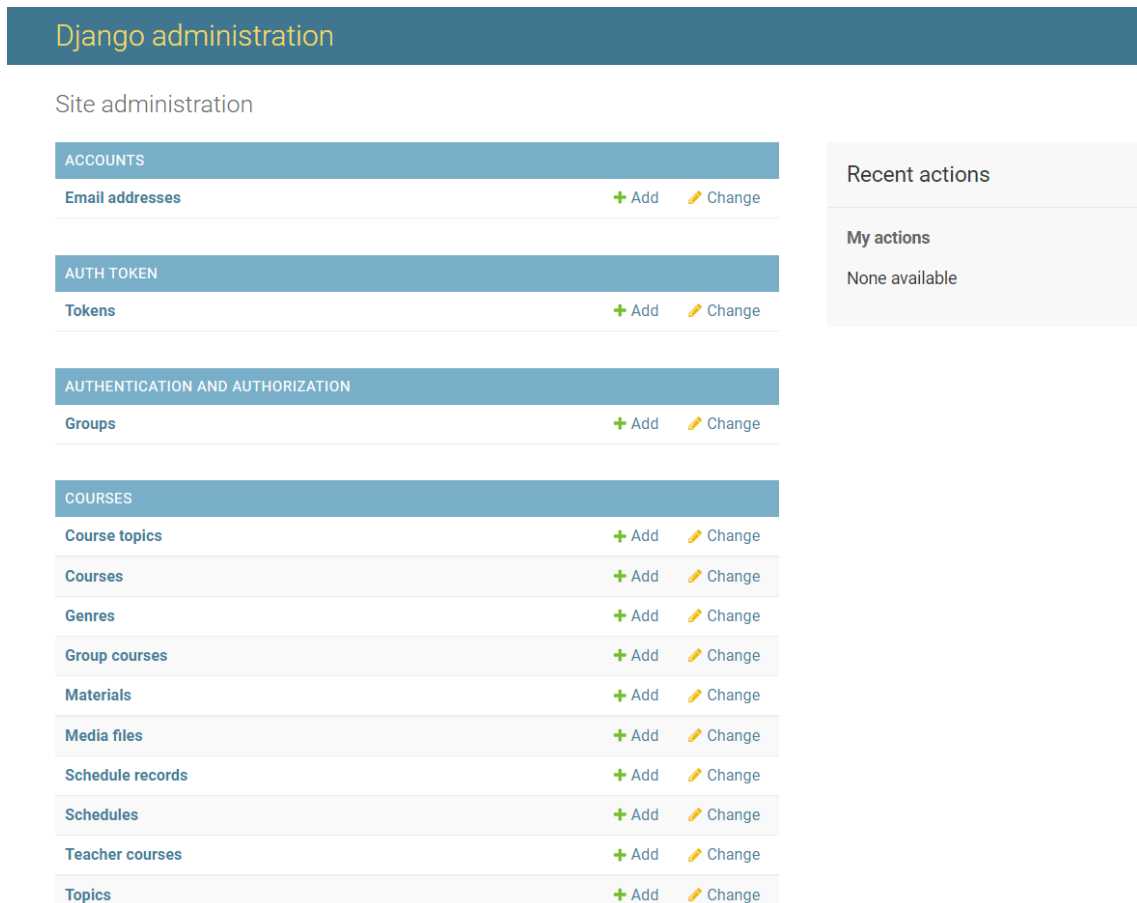 Django administration
Site administration
ACCOUNTS
Email addresses Add Change
AUTH TOKEN
Tokens Add Change
AUTHENTICATION AND AUTHORIZATION
Groups Add Change
COURSES
Course topics Add Change
Courses Add Change
Genres Add Change
Group courses Add Change
Materials Add Change
Media files Add Change
Schedule records Add Change
Schedules Add Change
Teacher courses Add Change
Topics Add Change
Recent actions
My actions
None available